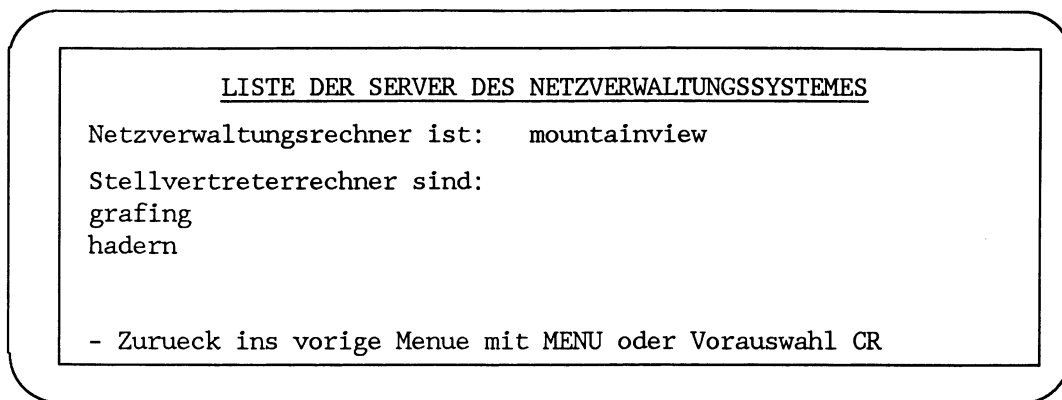 LISTE DER SERVER DES NETZVERWALTUNGSSYSTEMES
Netzverwaltungsrechner ist: mountainview
Stellvertreterrechner sind:
grafing
hadern
- Zurueck ins vorige Menue mit MENU oder Vorauswahl CR